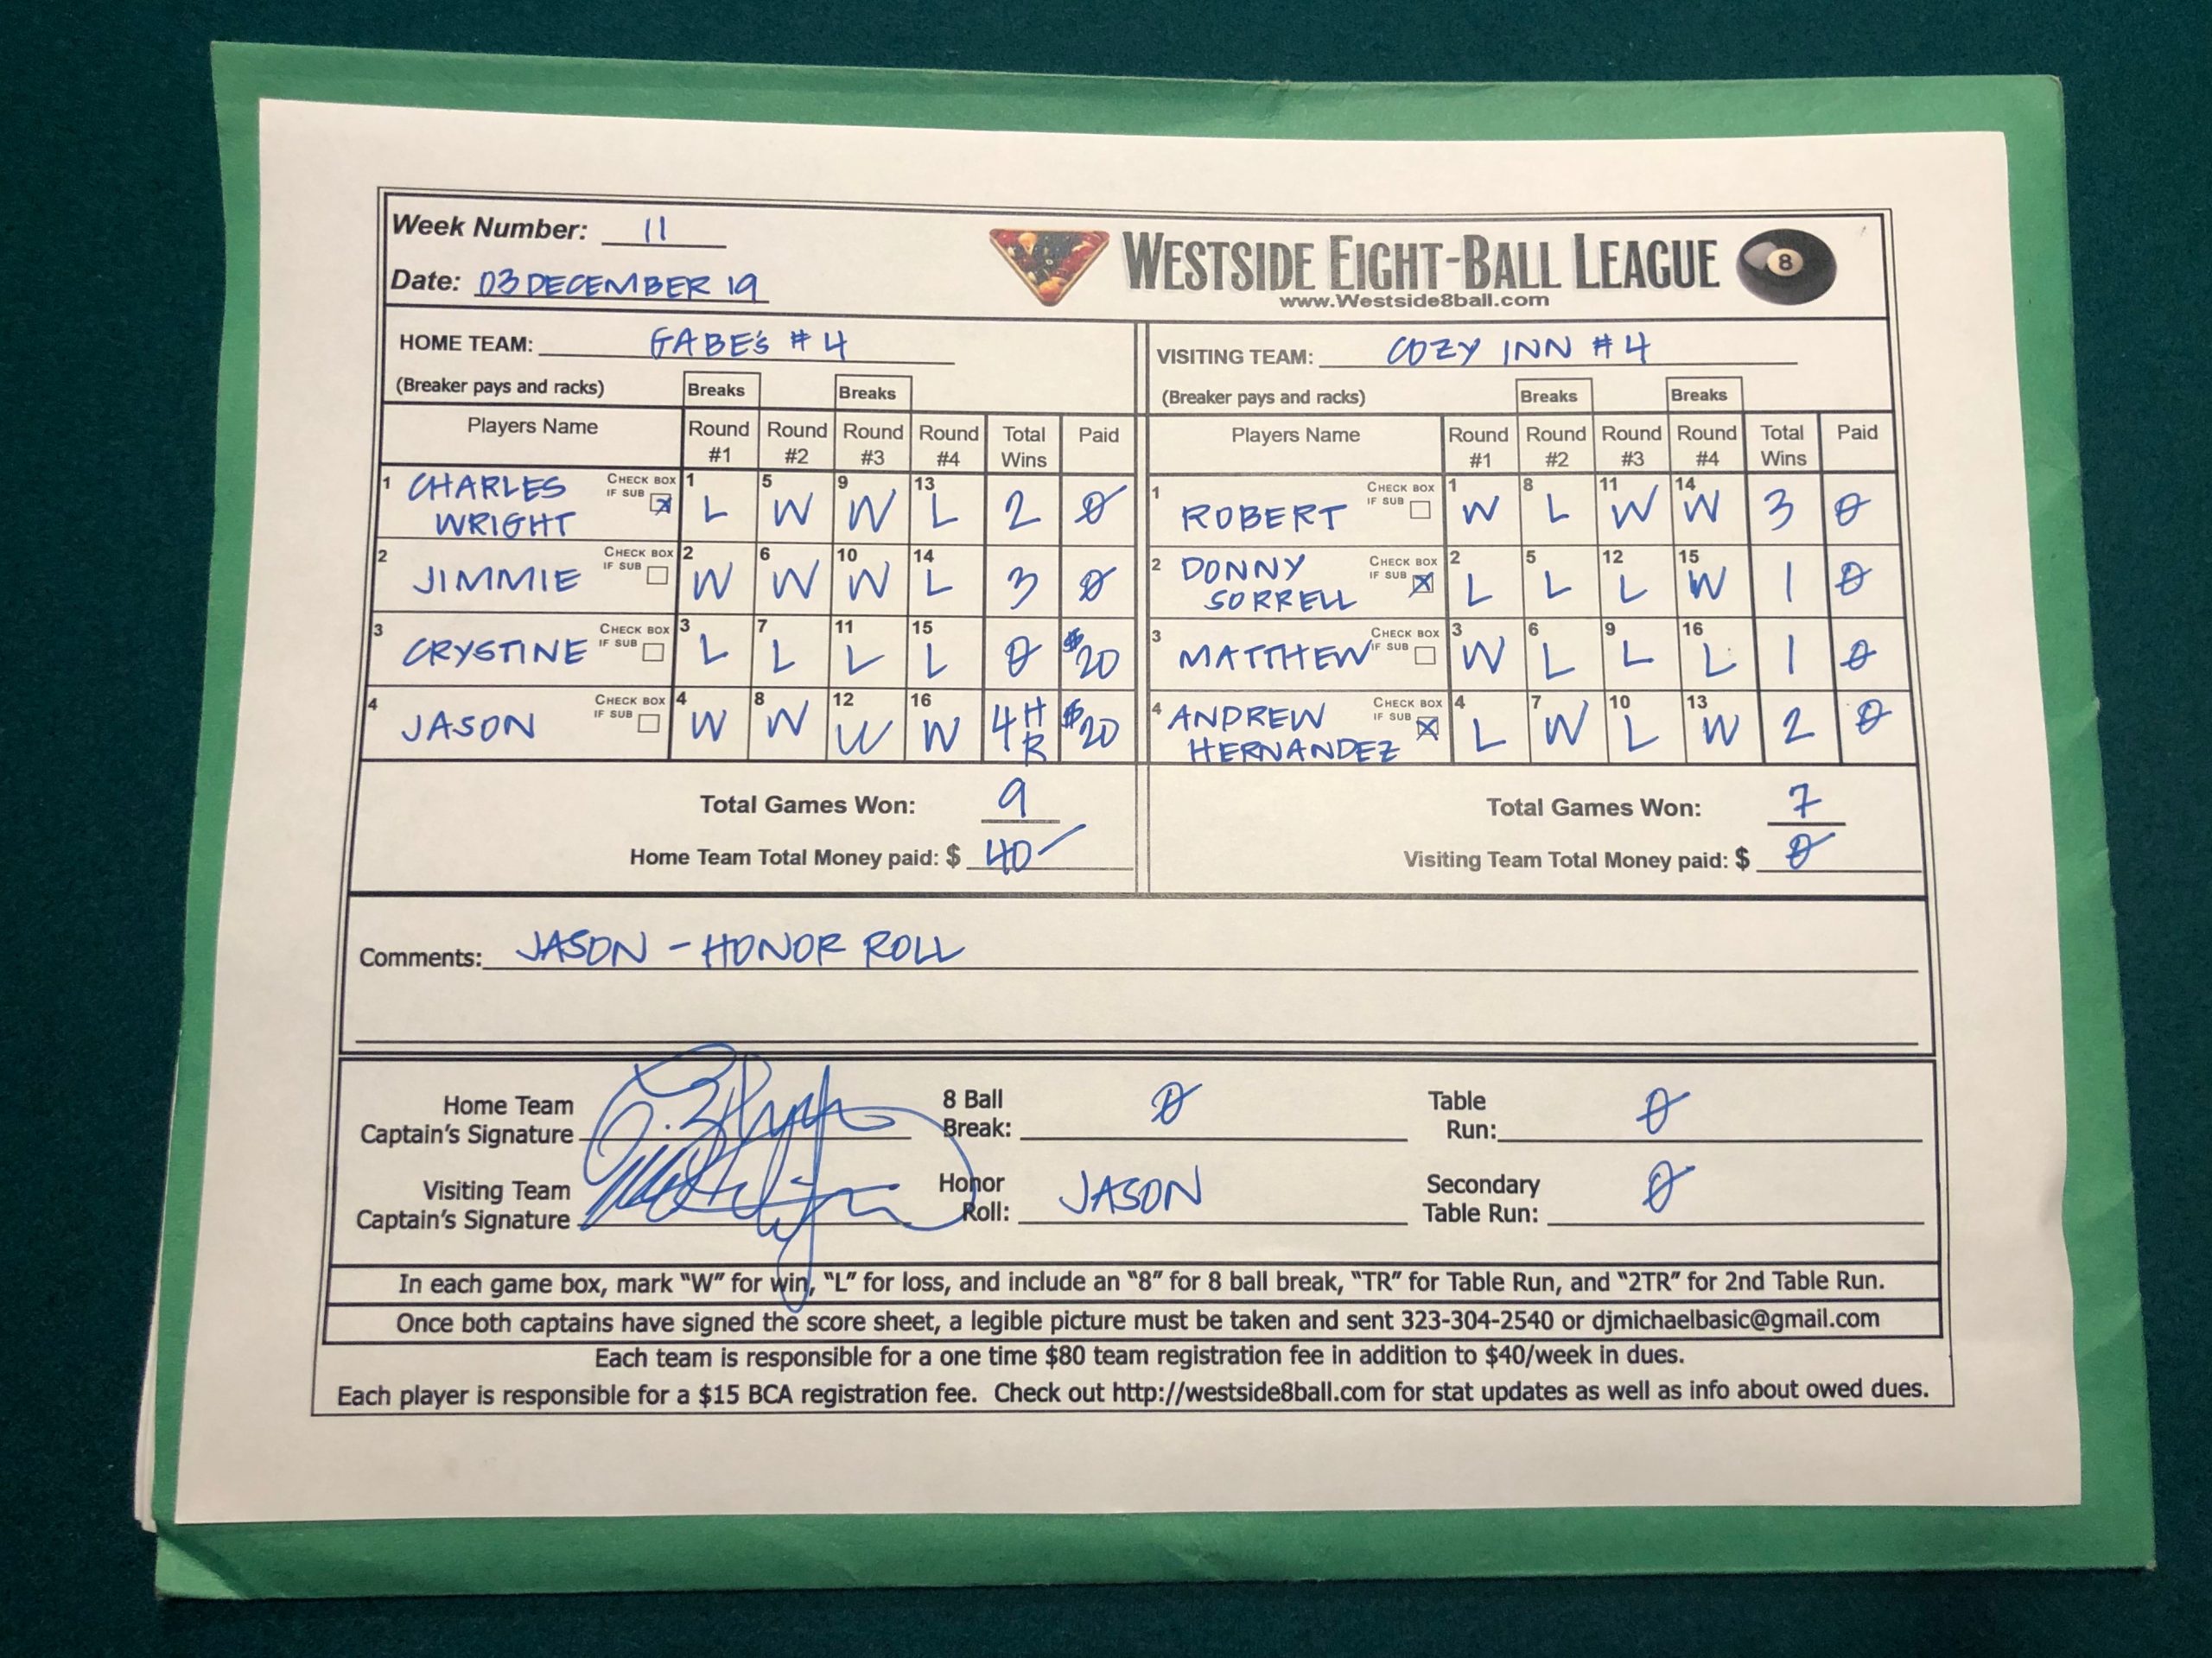 Week Number: 11
Date: 03 DECEMBER 19
WESTSIDE EIGHT-BALL LEAGUE 8
www.Westside8ball.com
HOME TEAM: GABE'S #4
VISITING TEAM: COZY INN #4
(Breaker pays and racks) Breaks Breaks
(Breaker pays and racks) Breaks Breaks
Players Name Round #1 Round #2 Round #3 Round #4 Total Wins Paid
Players Name Round #1 Round #2 Round #3 Round #4 Total Wins Paid
1 CHARLES WRIGHT CHECK BOX IF SUB X 1 L 5 W 9 W 13 L 2 0
1 ROBERT CHECK BOX IF SUB 1 W 8 L 11 W 14 W 3 0
2 JIMMIE CHECK BOX IF SUB 2 W 6 W 10 W 14 L 3 0
2 DONNY SORRELL CHECK BOX IF SUB X 2 L 5 L 12 L 15 W 1 0
3 CRYSTINE CHECK BOX IF SUB 3 L 7 L 11 L 15 L 0 $20
3 MATTHEW CHECK BOX IF SUB 3 W 6 L 9 L 16 L 1 0
4 JASON CHECK BOX IF SUB 4 W 8 W 12 W 16 W 4 HR $20
4 ANDREW HERNANDEZ CHECK BOX IF SUB X 4 L 7 W 10 L 13 W 2 0
Total Games Won: 9
Total Games Won: 7
Home Team Total Money paid: $ 40
Visiting Team Total Money paid: $ 0
Comments: JASON - HONOR ROLL
Home Team Captain's Signature
8 Ball Break: 0
Table Run: 0
Visiting Team Captain's Signature
Honor Roll: JASON
Secondary Table Run: 0
In each game box, mark "W" for win, "L" for loss, and include an "8" for 8 ball break, "TR" for Table Run, and "2TR" for 2nd Table Run.
Once both captains have signed the score sheet, a legible picture must be taken and sent 323-304-2540 or djmichaelbasic@gmail.com
Each team is responsible for a one time $80 team registration fee in addition to $40/week in dues.
Each player is responsible for a $15 BCA registration fee. Check out http://westside8ball.com for stat updates as well as info about owed dues.